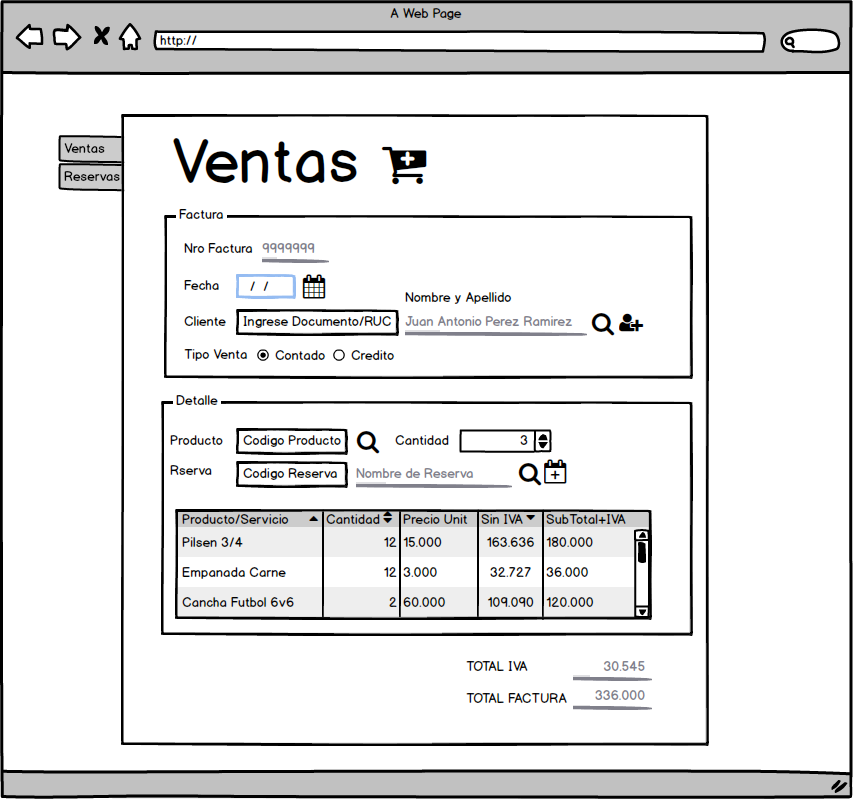 A Web Page
http://
Ventas
Reservas
Ventas
Factura
Nro Factura 9999999
Fecha / /
Nombre y Apellido
Cliente Ingrese Documento/RUC Juan Antonio Perez Ramirez
Tipo Venta Contado Credito
Detalle
Producto Codigo Producto Cantidad 3
Rserva Codigo Reserva Nombre de Reserva
Producto/Servicio Cantidad Precio Unit Sin IVA SubTotal+IVA
Pilsen 3/4 12 15.000 163.636 180.000
Empanada Carne 12 3.000 32.727 36.000
Cancha Futbol 6v6 2 60.000 109.090 120.000
TOTAL IVA 30.545
TOTAL FACTURA 336.000